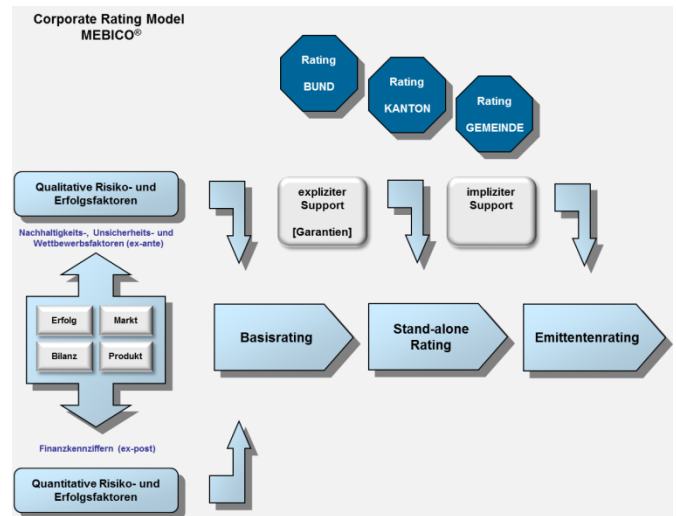 Corporate Rating Model
MEBICO®
Rating
BUND
Rating
KANTON
Rating
GEMEINDE
Qualitative Risiko- und
Erfolgsfaktoren
expliziter
Support
[Garantien]
impliziter
Support
Nachhaltigkeits-, Unsicherheits- und
Wettbewerbsfaktoren (ex-ante)
Erfolg
Markt
Bilanz
Produkt
Basisrating
Stand-alone
Rating
Emittentenrating
Finanzkennziffern (ex-post)
Quantitative Risiko- und
Erfolgsfaktoren